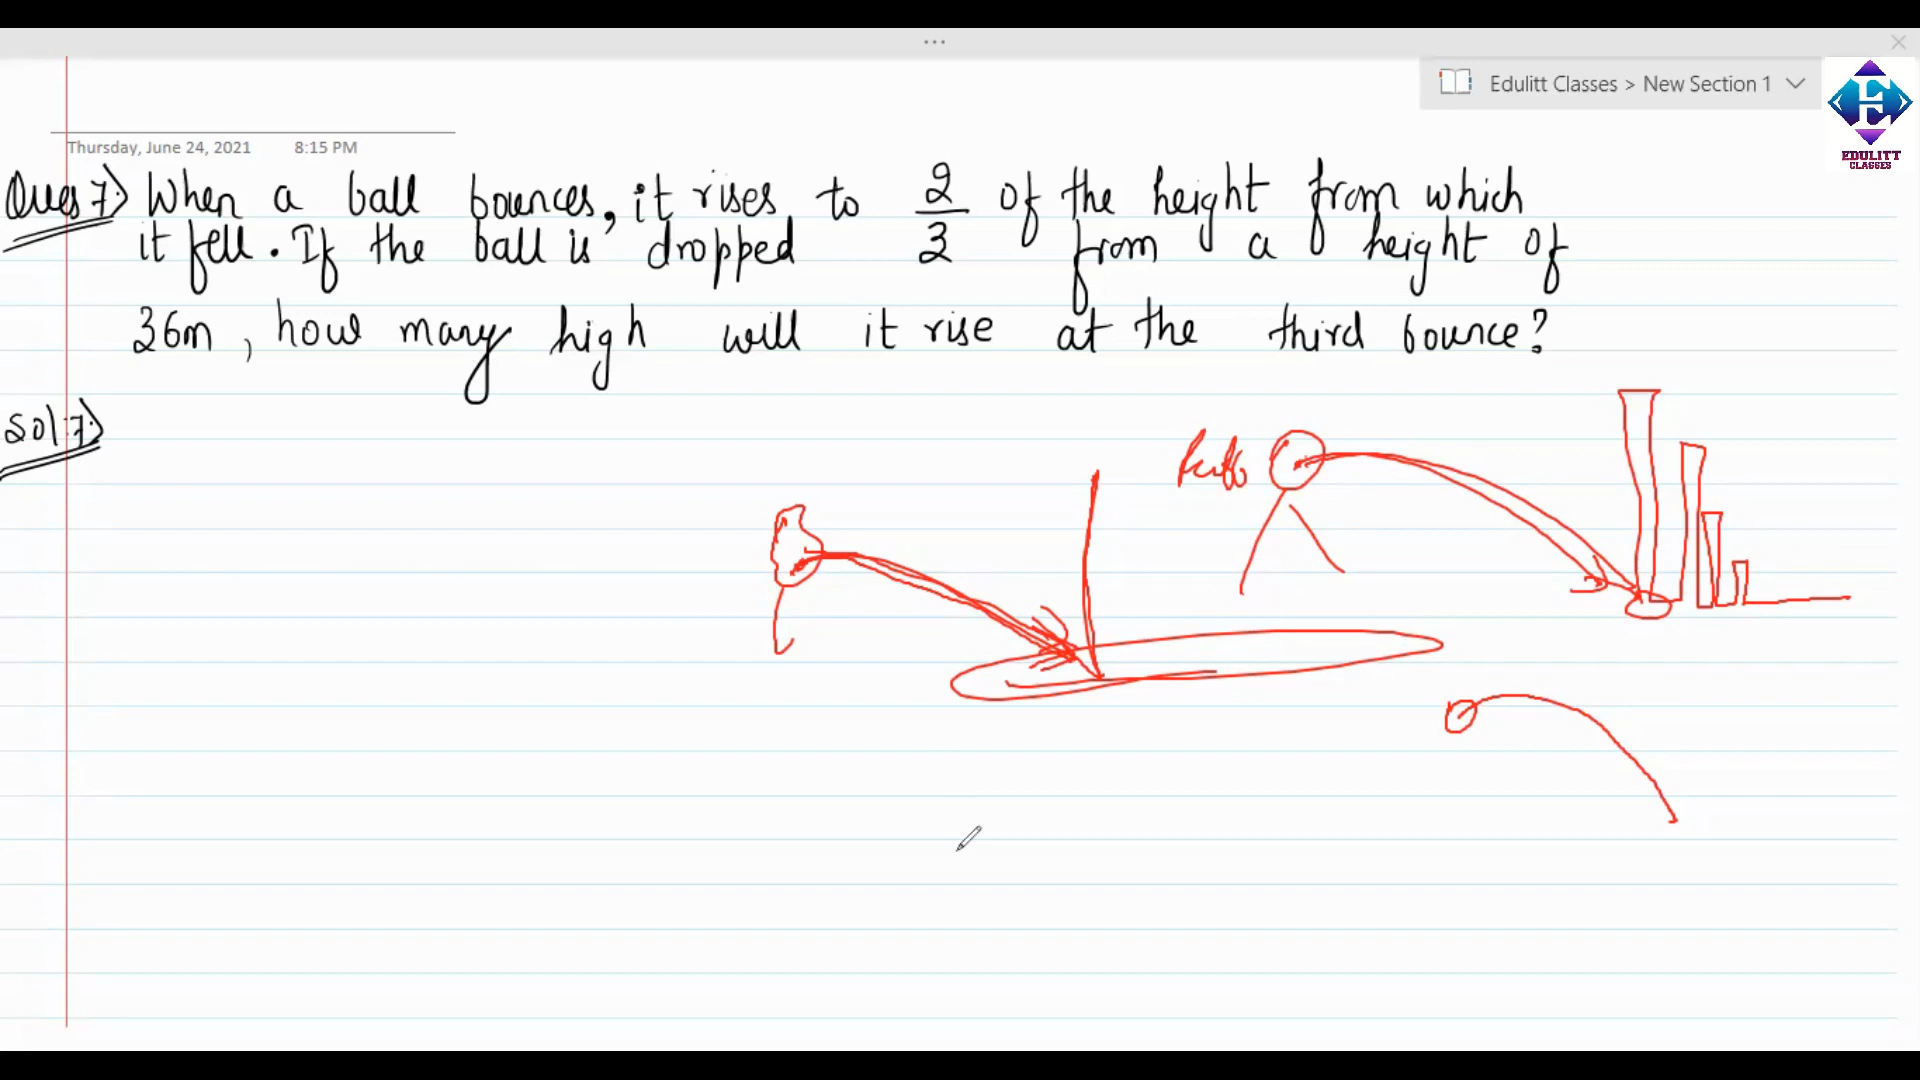 Edulitt Classes > New Section 1
EDULITT
CLASSES
Thursday, June 24, 2021 8:15 PM
Ques 7:) When a ball bounces, it rises to 2/3 of the height from which
it fell. If the ball is dropped from a height of
36m, how many high will it rise at the third bounce?
Sol 7:)